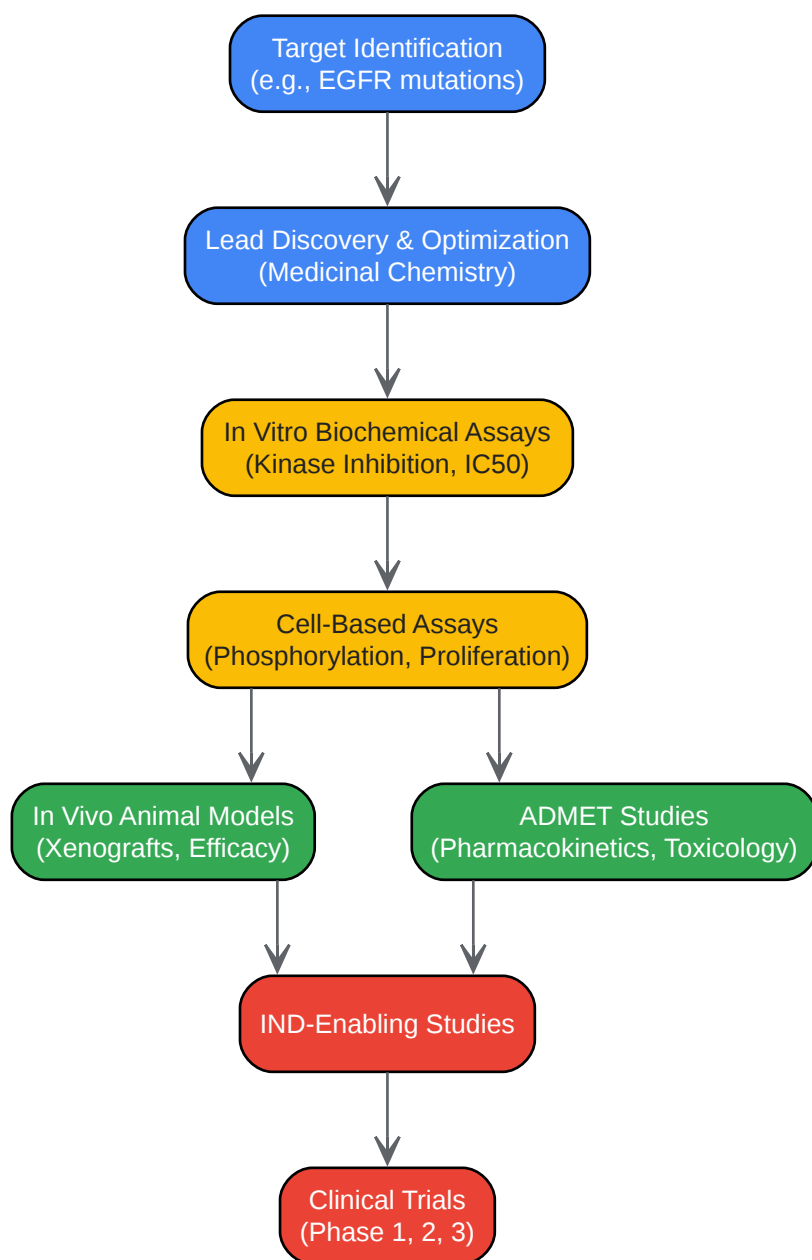 Target Identification
(e.g., EGFR mutations)
Lead Discovery & Optimization
(Medicinal Chemistry)
In Vitro Biochemical Assays
(Kinase Inhibition, IC50)
Cell-Based Assays
(Phosphorylation, Proliferation)
In Vivo Animal Models
(Xenografts, Efficacy)
ADMET Studies
(Pharmacokinetics, Toxicology)
IND-Enabling Studies
Clinical Trials
(Phase 1, 2, 3)